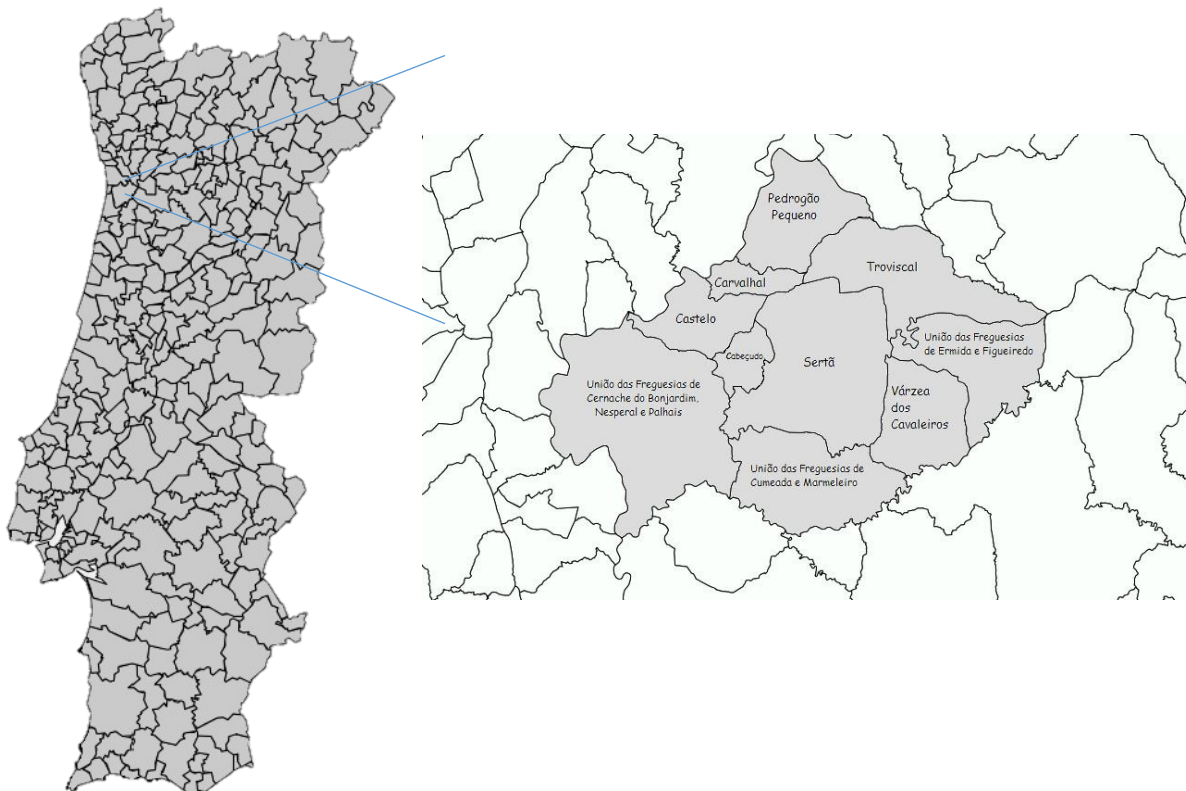 Pedrogão
Pequeno
Troviscal
Carvalhal
Castelo
União das Freguesias
de Ermida e Figueiredo
Cabeçudo
Sertã
União das Freguesias de
Cernache do Bonjardim,
Nesperal e Palhais
Várzea
dos
Cavaleiros
União das Freguesias de
Cumeada e Marmeleiro